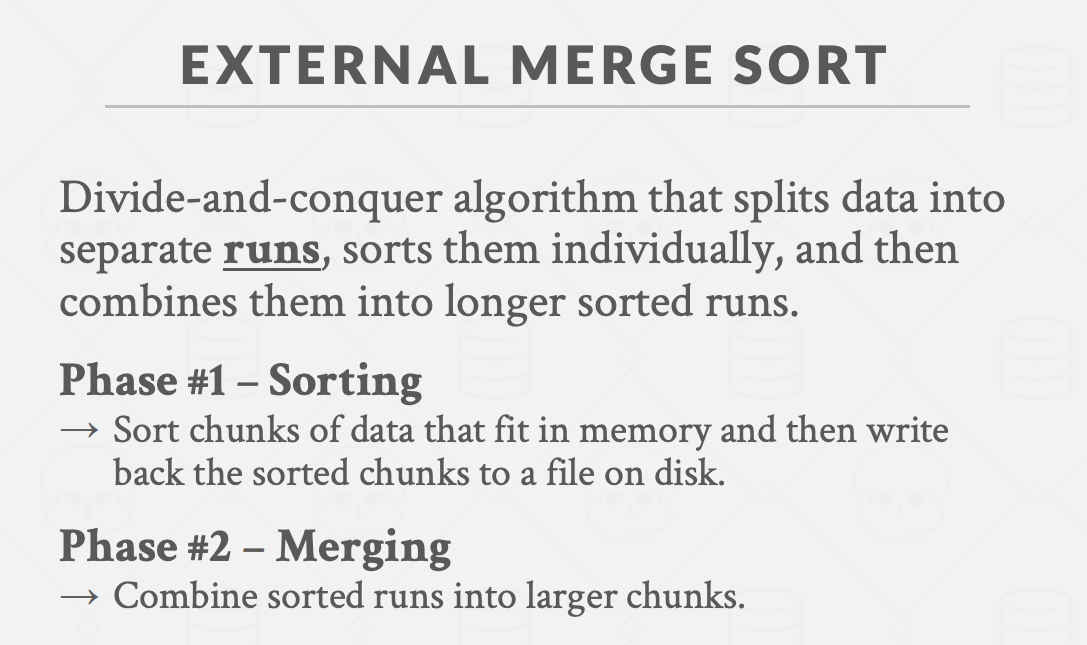 EXTERNAL MERGE SORT
Divide-and-conquer algorithm that splits data into
separate runs, sorts them individually, and then
combines them into longer sorted runs.
Phase #1 – Sorting
→ Sort chunks of data that fit in memory and then write
back the sorted chunks to a file on disk.
Phase #2 – Merging
→ Combine sorted runs into larger chunks.